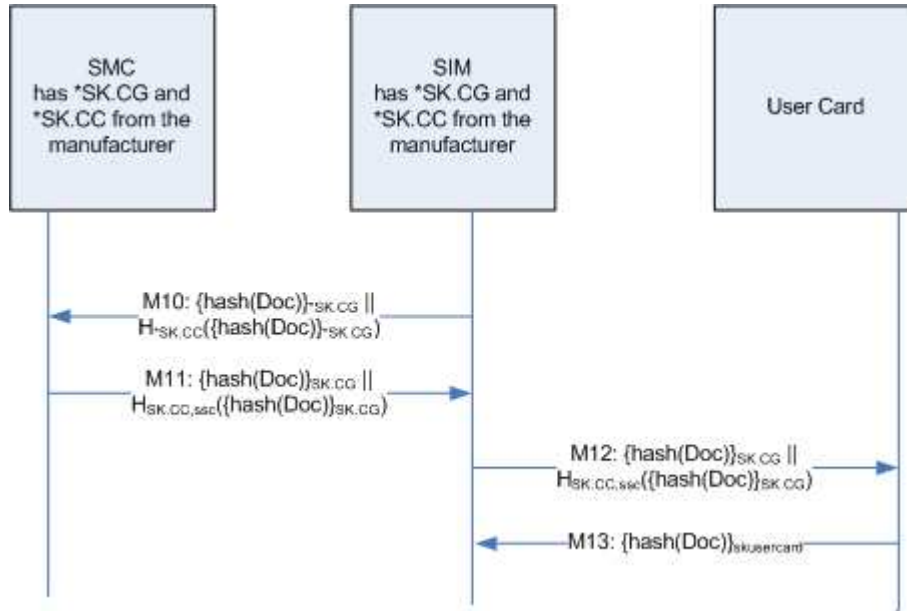 SMC
has *SK.CG and
*SK.CC from the
manufacturer
SIM
has *SK.CG and
*SK.CC from the
manufacturer
User Card
M10: {hash(Doc)}*SK.CG ||
H*SK.CC({hash(Doc)}*SK.CG)
M11: {hash(Doc)}SK.CG ||
HSK.CC,ssc({hash(Doc)}SK.CG)
M12: {hash(Doc)}SK.CG ||
HSK.CC,ssc({hash(Doc)}SK.CG)
M13: {hash(Doc)}skusercard